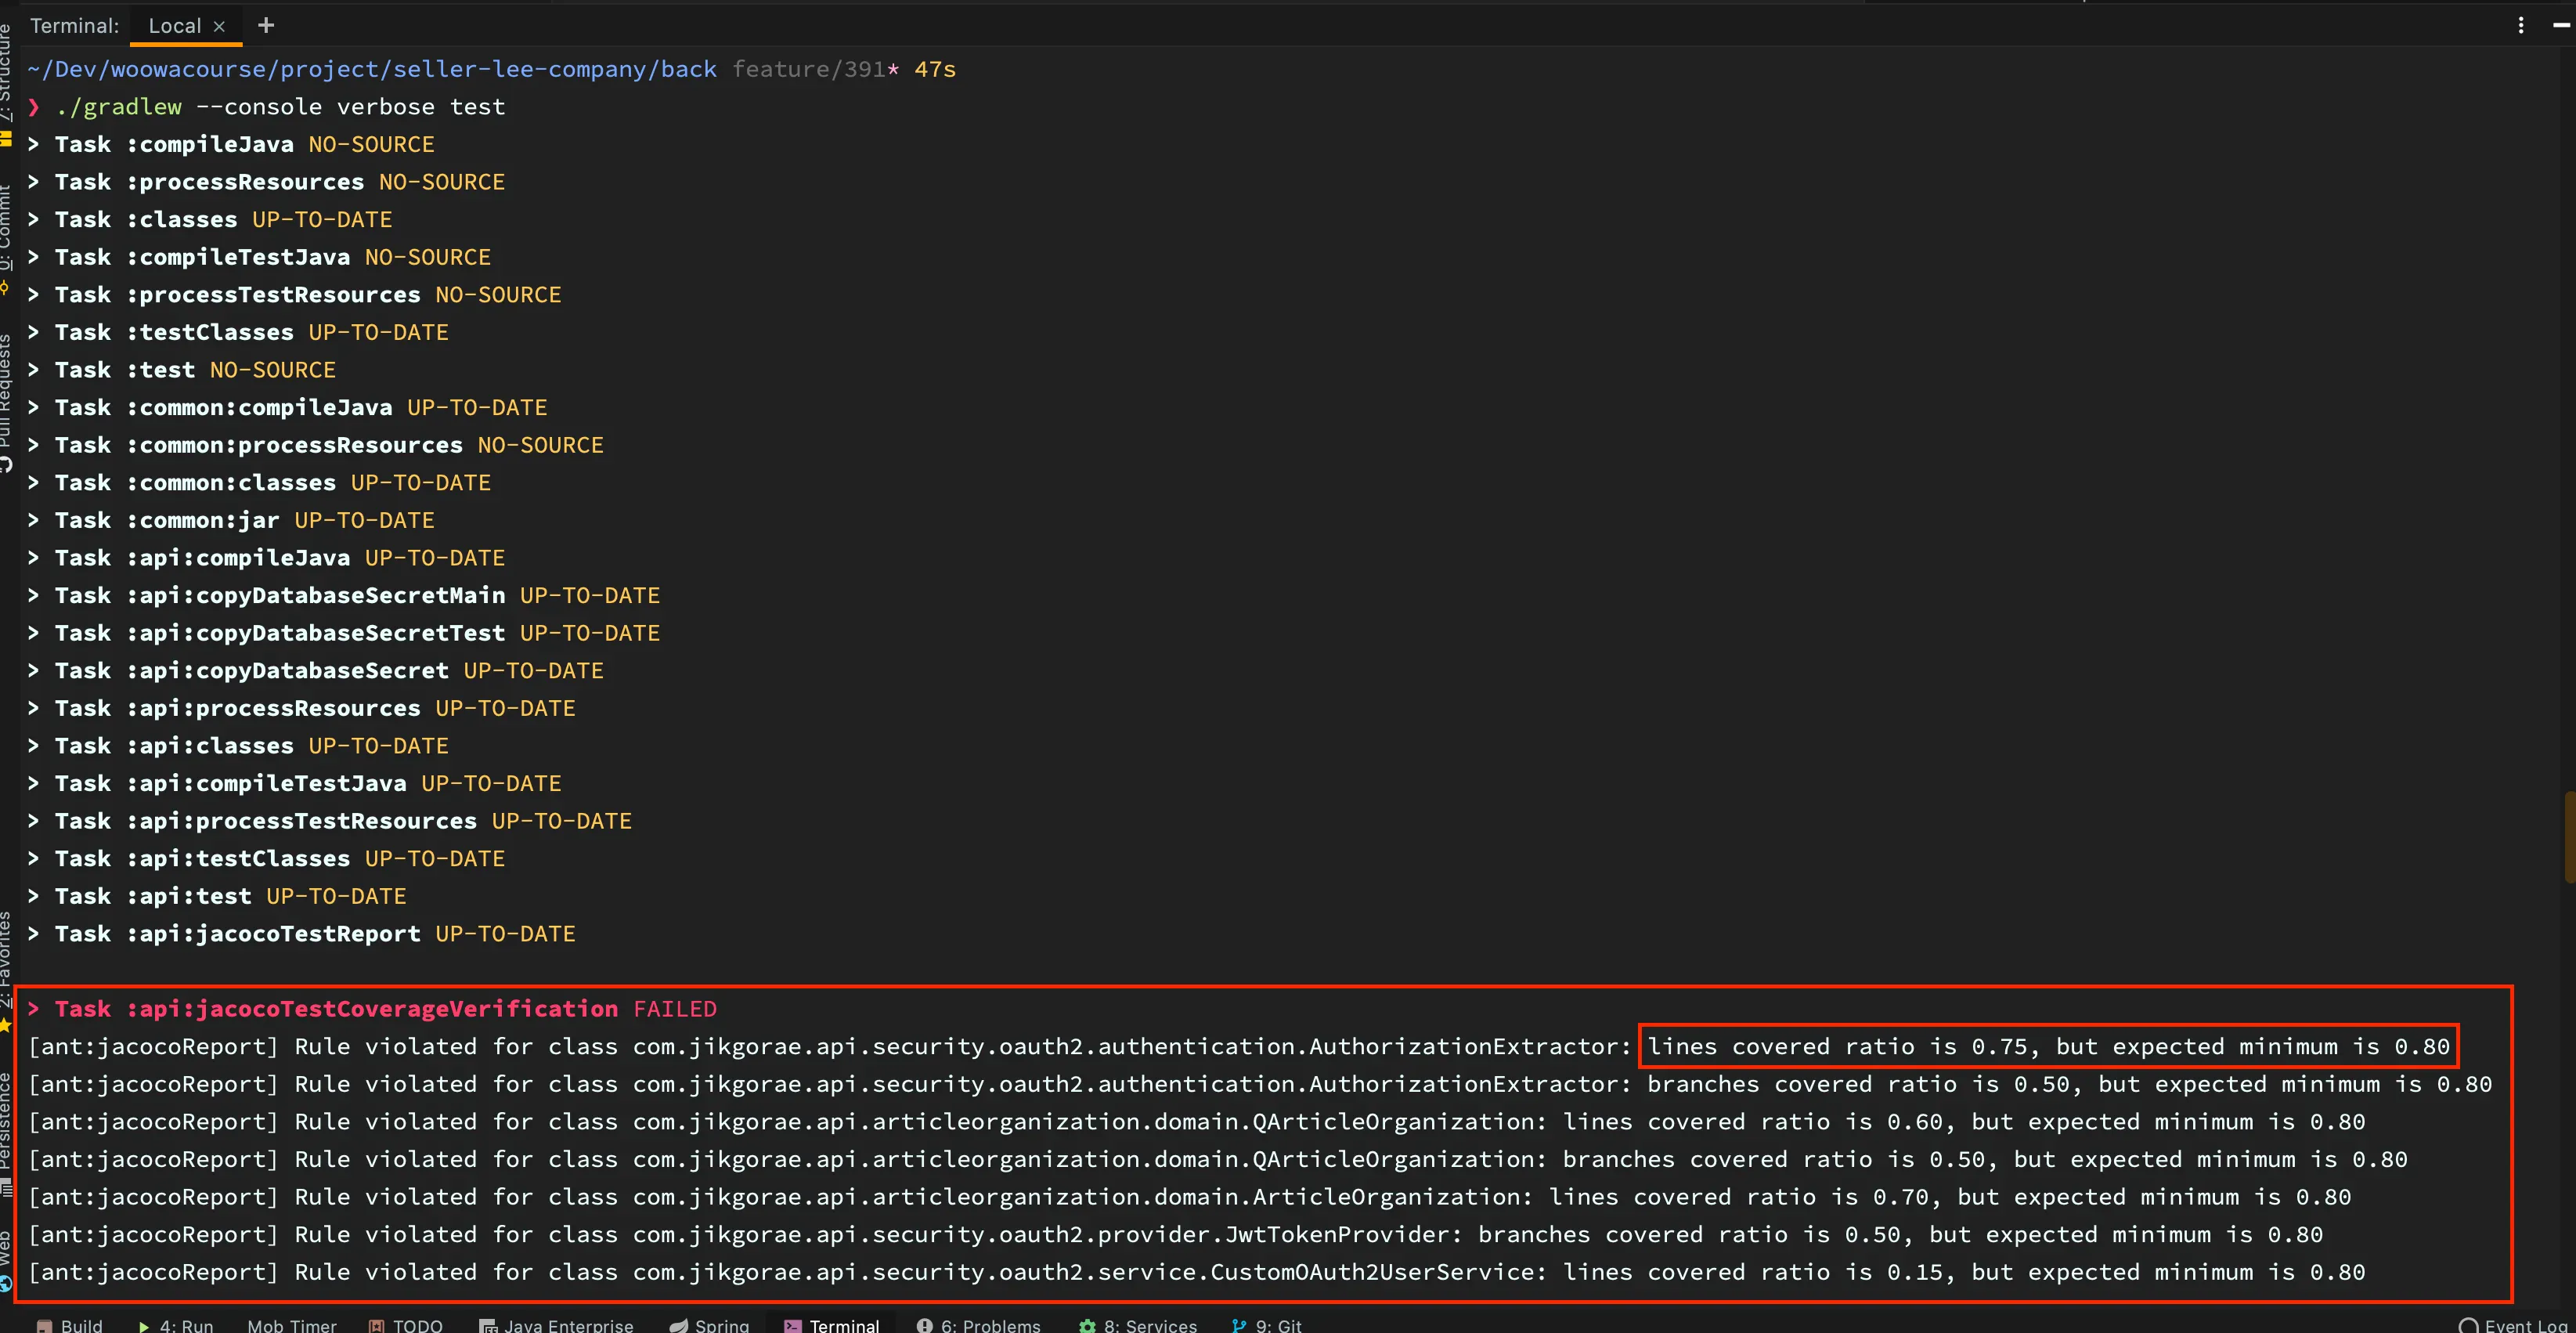 Terminal: Local × +
~/Dev/woowacourse/project/seller-lee-company/back feature/391* 47s
❯ ./gradlew --console verbose test
> Task :compileJava NO-SOURCE
> Task :processResources NO-SOURCE
> Task :classes UP-TO-DATE
> Task :compileTestJava NO-SOURCE
> Task :processTestResources NO-SOURCE
> Task :testClasses UP-TO-DATE
> Task :test NO-SOURCE
> Task :common:compileJava UP-TO-DATE
> Task :common:processResources NO-SOURCE
> Task :common:classes UP-TO-DATE
> Task :common:jar UP-TO-DATE
> Task :api:compileJava UP-TO-DATE
> Task :api:copyDatabaseSecretMain UP-TO-DATE
> Task :api:copyDatabaseSecretTest UP-TO-DATE
> Task :api:copyDatabaseSecret UP-TO-DATE
> Task :api:processResources UP-TO-DATE
> Task :api:classes UP-TO-DATE
> Task :api:compileTestJava UP-TO-DATE
> Task :api:processTestResources UP-TO-DATE
> Task :api:testClasses UP-TO-DATE
> Task :api:test UP-TO-DATE
> Task :api:jacocoTestReport UP-TO-DATE
> Task :api:jacocoTestCoverageVerification FAILED
[ant:jacocoReport] Rule violated for class com.jikgorae.api.security.oauth2.authentication.AuthorizationExtractor: lines covered ratio is 0.75, but expected minimum is 0.80
[ant:jacocoReport] Rule violated for class com.jikgorae.api.security.oauth2.authentication.AuthorizationExtractor: branches covered ratio is 0.50, but expected minimum is 0.80
[ant:jacocoReport] Rule violated for class com.jikgorae.api.articleorganization.domain.QArticleOrganization: lines covered ratio is 0.60, but expected minimum is 0.80
[ant:jacocoReport] Rule violated for class com.jikgorae.api.articleorganization.domain.QArticleOrganization: branches covered ratio is 0.50, but expected minimum is 0.80
[ant:jacocoReport] Rule violated for class com.jikgorae.api.articleorganization.domain.ArticleOrganization: lines covered ratio is 0.70, but expected minimum is 0.80
[ant:jacocoReport] Rule violated for class com.jikgorae.api.security.oauth2.provider.JwtTokenProvider: branches covered ratio is 0.50, but expected minimum is 0.80
[ant:jacocoReport] Rule violated for class com.jikgorae.api.security.oauth2.service.CustomOAuth2UserService: lines covered ratio is 0.15, but expected minimum is 0.80
7: Structure
0: Commit
Pull Requests
2: Favorites
Persistence
Web
Build 4: Run Mob Timer TODO Java Enterprise Spring Terminal 6: Problems 8: Services 9: Git Event Log